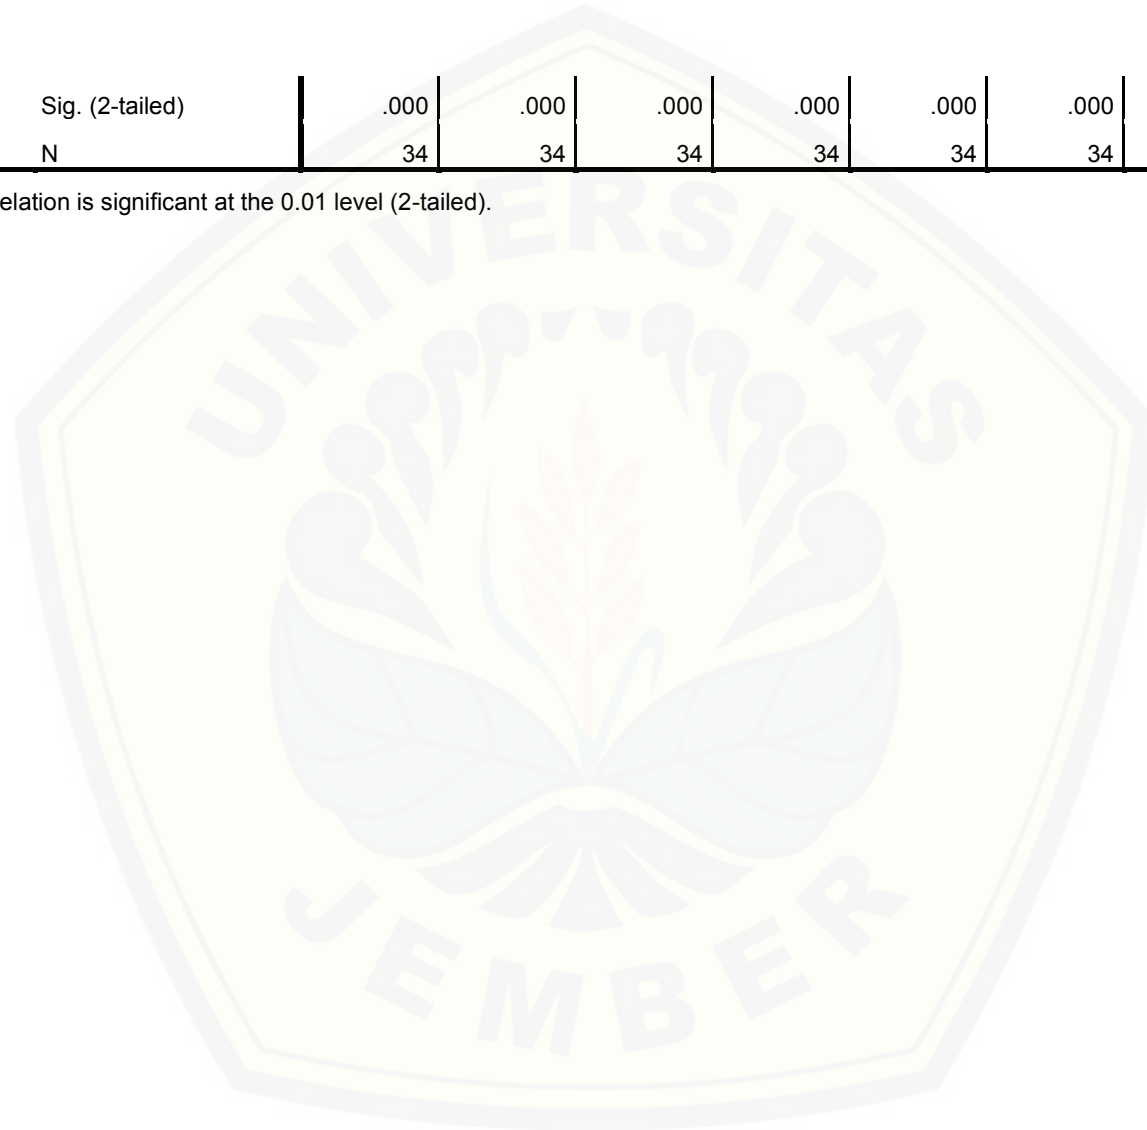 Sig. (2-tailed) .000 .000 .000 .000 .000 .000
N 34 34 34 34 34 34
elation is significant at the 0.01 level (2-tailed).
UNIVERSITAS
JEMBER